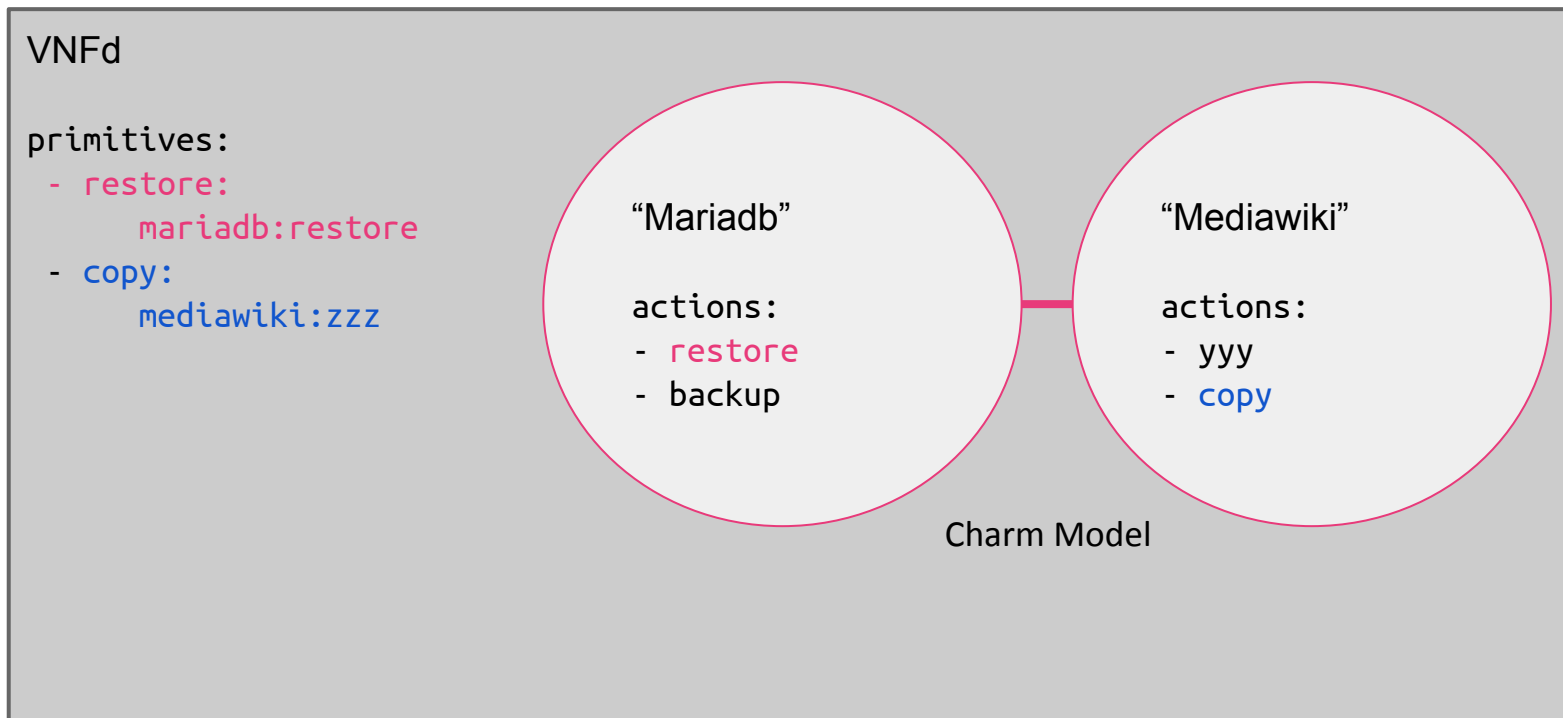 VNFd
primitives:
- restore:
mariadb:restore
- copy:
mediawiki:zzz
“Mariadb”
actions:
- restore
- backup
“Mediawiki”
actions:
- yyy
- copy
Charm Model